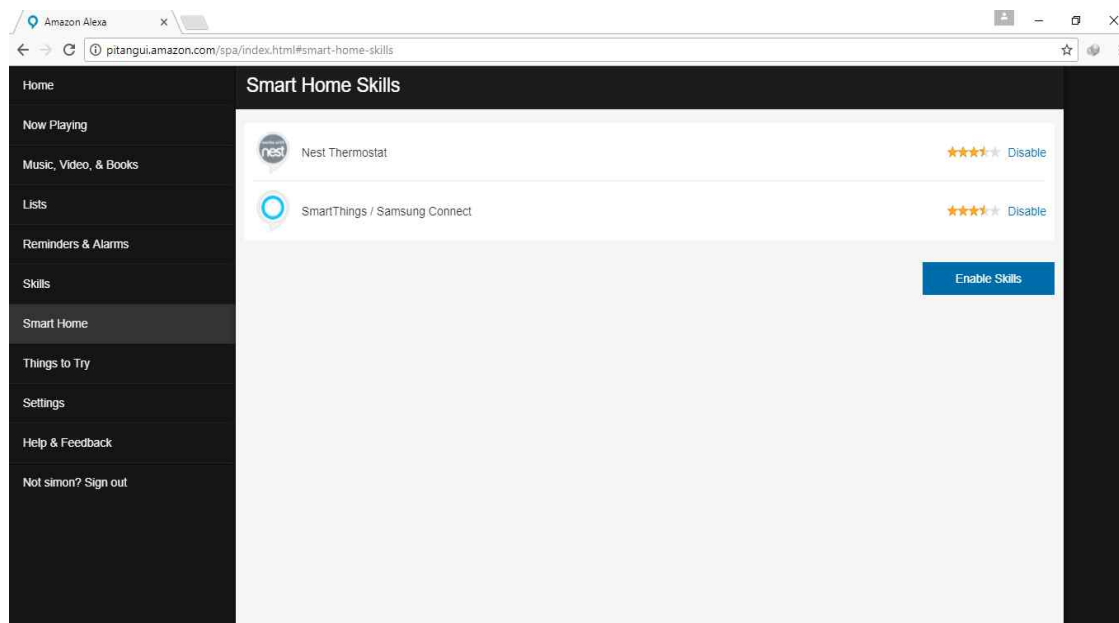 Amazon Alexa
pitangui.amazon.com/spa/index.html#smart-home-skills
Home
Now Playing
Music, Video, & Books
Lists
Reminders & Alarms
Skills
Smart Home
Things to Try
Settings
Help & Feedback
Not simon? Sign out
Smart Home Skills
nest
Nest Thermostat
Disable
SmartThings / Samsung Connect
Disable
Enable Skills